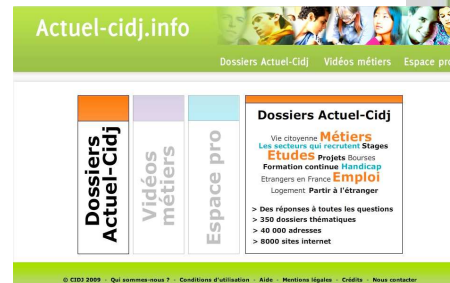 Actuel-cidj.info
Dossiers Actuel-Cidj Vidéos métiers Espace pro
Dossiers
Actuel-Cidj
Vidéos
métiers
Espace pro
Dossiers Actuel-Cidj
Vie citoyenne Métiers
Les secteurs qui recrutent Stages
Etudes Projets Bourses
Formation continue Handicap
Etrangers en France Emploi
Logement Partir à l'étranger
> Des réponses à toutes les questions
> 350 dossiers thématiques
> 40 000 adresses
> 8000 sites internet
© CIDJ 2009 - Qui sommes-nous ? - Conditions d'utilisation - Aide - Mentions légales - Crédits - Nous contacter